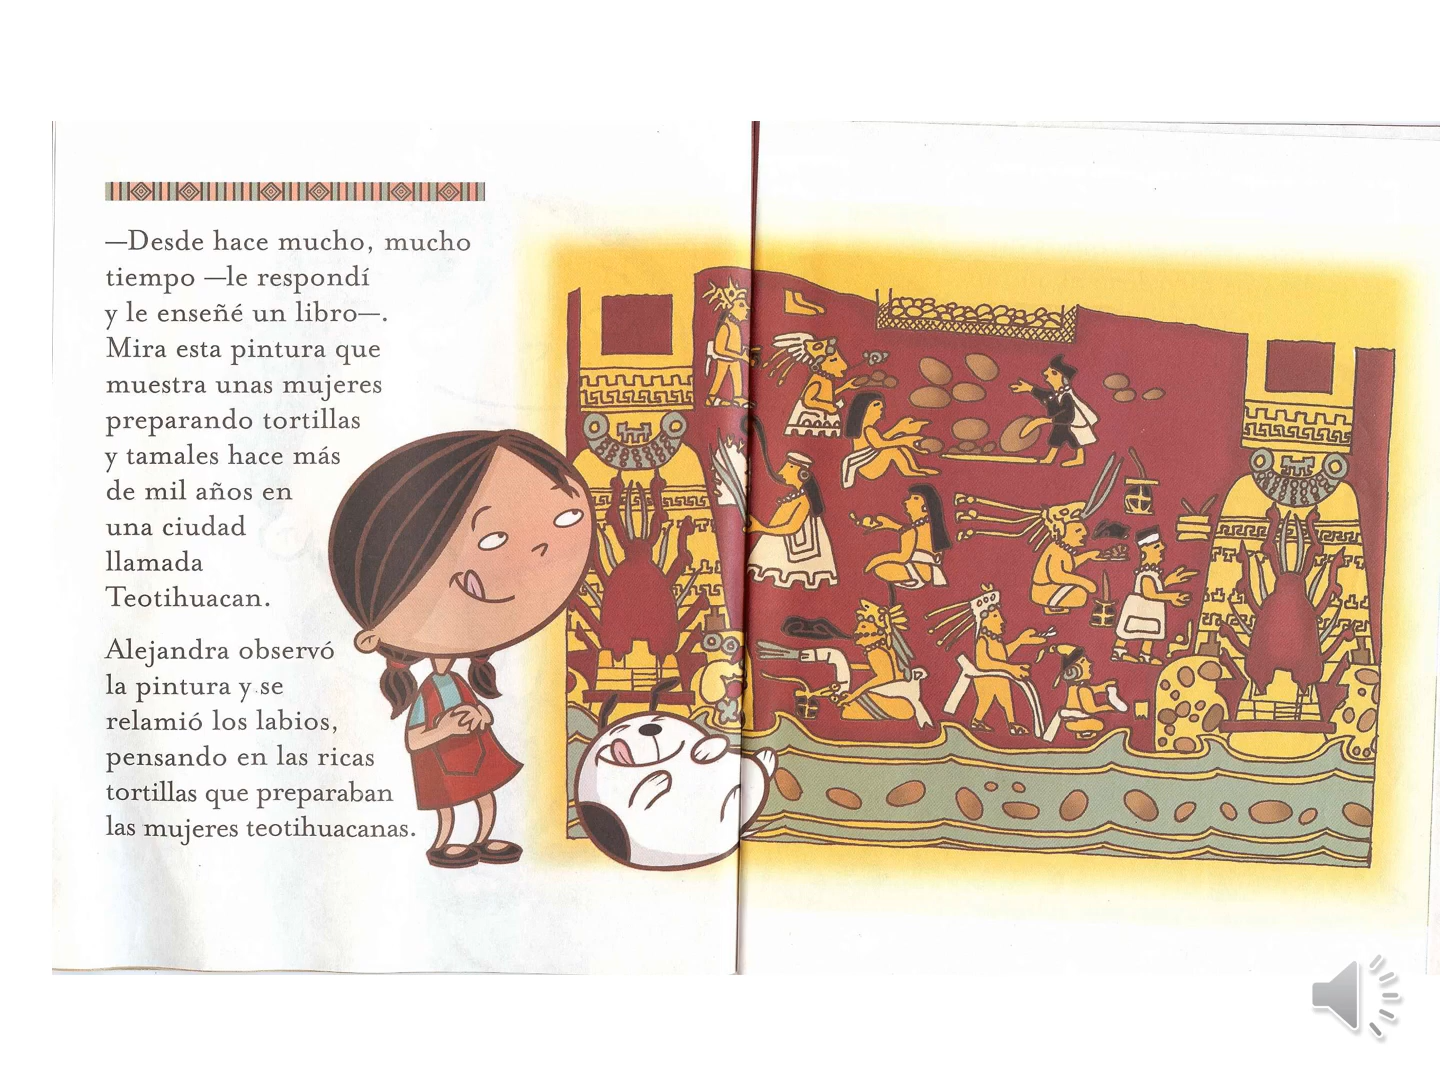 —Desde hace mucho, mucho
tiempo —le respondí
y le enseñé un libro—.
Mira esta pintura que
muestra unas mujeres
preparando tortillas
y tamales hace más
de mil años en
una ciudad
llamada
Teotihuacan.
Alejandra observó
la pintura y se
relamió los labios,
pensando en las ricas
tortillas que preparaban
las mujeres teotihuacanas.